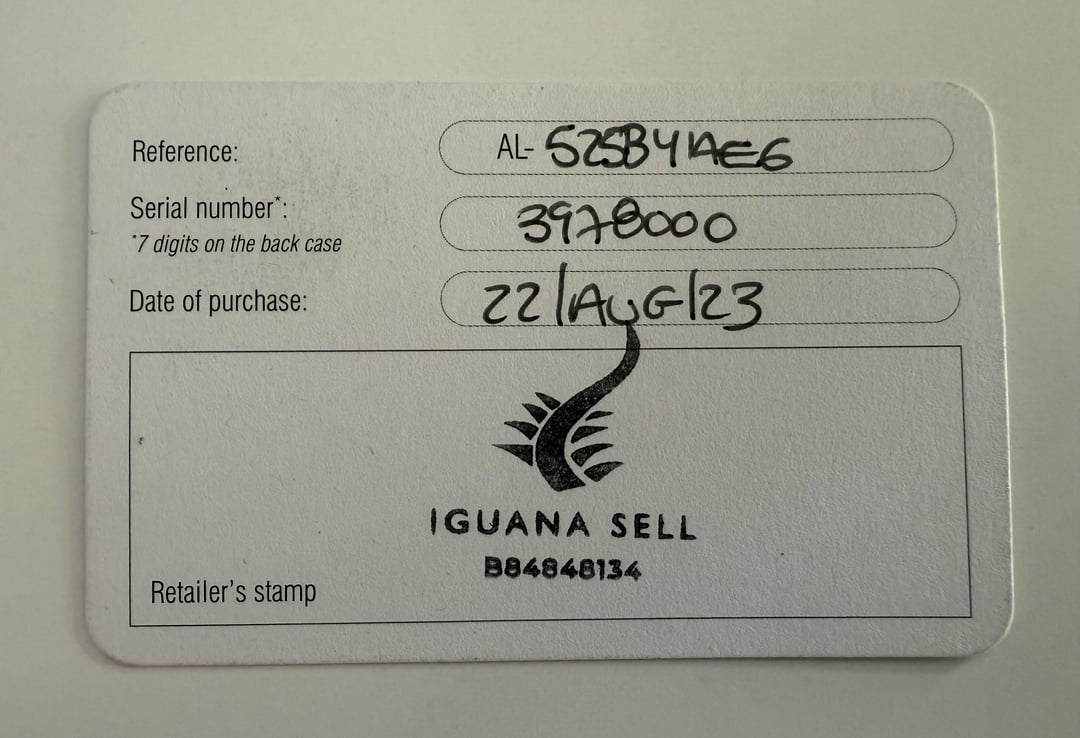 Reference: AL- 525B4AE6
Serial number*: 3978000
*7 digits on the back case
Date of purchase: 22/AUG/23
IGUANA SELL
B84848134
Retailer's stamp